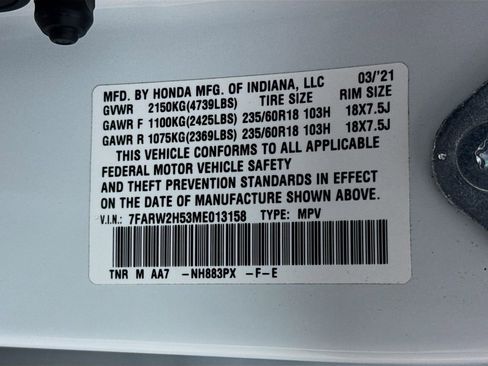 MFD. BY HONDA MFG. OF INDIANA, LLC 03/'21
GVWR 2150KG(4739LBS) TIRE SIZE RIM SIZE
GAWR F 1100KG(2425LBS) 235/60R18 103H 18X7.5J
GAWR R 1075KG(2369LBS) 235/60R18 103H 18X7.5J
THIS VEHICLE CONFORMS TO ALL APPLICABLE
FEDERAL MOTOR VEHICLE SAFETY
AND THEFT PREVENTION STANDARDS IN EFFECT
ON THE DATE OF MANUFACTURE SHOWN ABOVE.
V.I.N.: 7FARW2H53ME013158 TYPE: MPV
TNR M AA7 -NH883PX -F-E